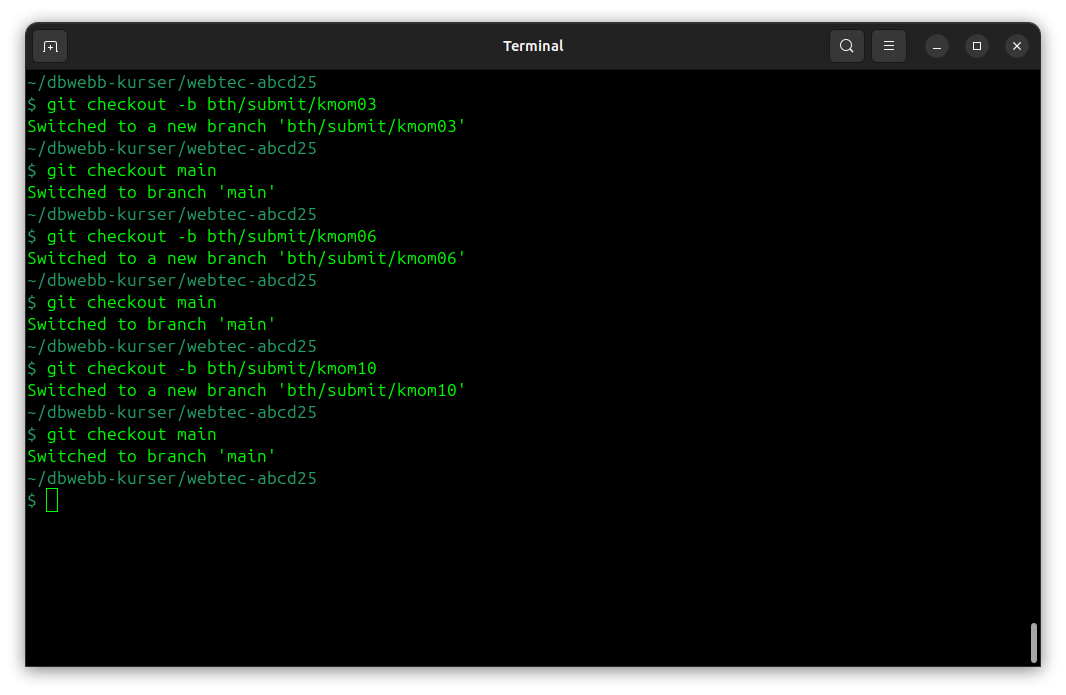 Terminal
~/dbwebb-kurser/webtec-abcd25
$ git checkout -b bth/submit/kmom03
Switched to a new branch 'bth/submit/kmom03'
~/dbwebb-kurser/webtec-abcd25
$ git checkout main
Switched to branch 'main'
~/dbwebb-kurser/webtec-abcd25
$ git checkout -b bth/submit/kmom06
Switched to a new branch 'bth/submit/kmom06'
~/dbwebb-kurser/webtec-abcd25
$ git checkout main
Switched to branch 'main'
~/dbwebb-kurser/webtec-abcd25
$ git checkout -b bth/submit/kmom10
Switched to a new branch 'bth/submit/kmom10'
~/dbwebb-kurser/webtec-abcd25
$ git checkout main
Switched to branch 'main'
~/dbwebb-kurser/webtec-abcd25
$